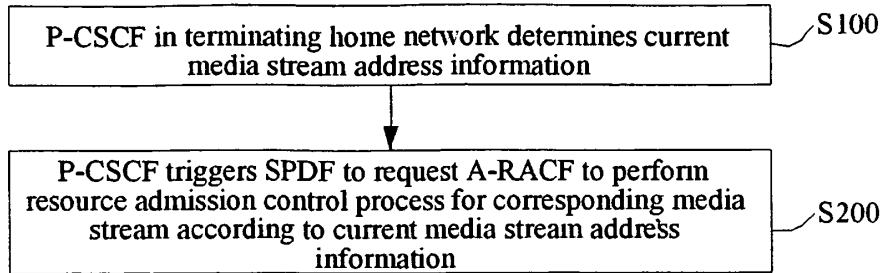 P-CSCF in terminating home network determines current
media stream address information
S100
P-CSCF triggers SPDF to request A-RACF to perform
resource admission control process for corresponding media
stream according to current media stream address
information
S200